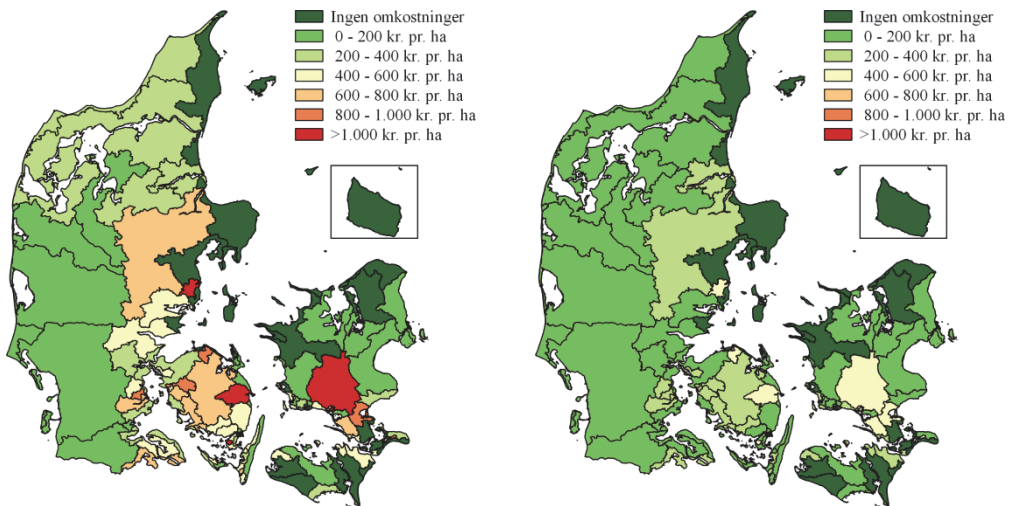 Ingen omkostninger
0 - 200 kr. pr. ha
200 - 400 kr. pr. ha
400 - 600 kr. pr. ha
600 - 800 kr. pr. ha
800 - 1.000 kr. pr. ha
>1.000 kr. pr. ha
Ingen omkostninger
0 - 200 kr. pr. ha
200 - 400 kr. pr. ha
400 - 600 kr. pr. ha
600 - 800 kr. pr. ha
800 - 1.000 kr. pr. ha
>1.000 kr. pr. ha